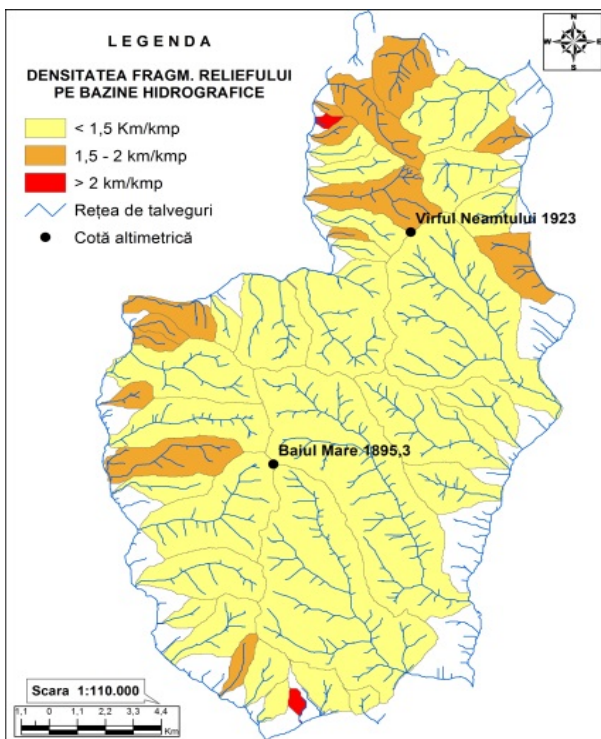 LEGENDA
DENSITATEA FRAGM. RELIEFULUI
PE BAZINE HIDROGRAFICE
< 1,5 Km/kmp
1,5 - 2 km/kmp
> 2 km/kmp
Rețea de talveguri
Cotă altimetrică
N
W E
S
Vîrful Neamtului 1923
Baiul Mare 1895,3
Scara 1:110.000
1,1 0 1,1 2,2 3,3 4,4
Km